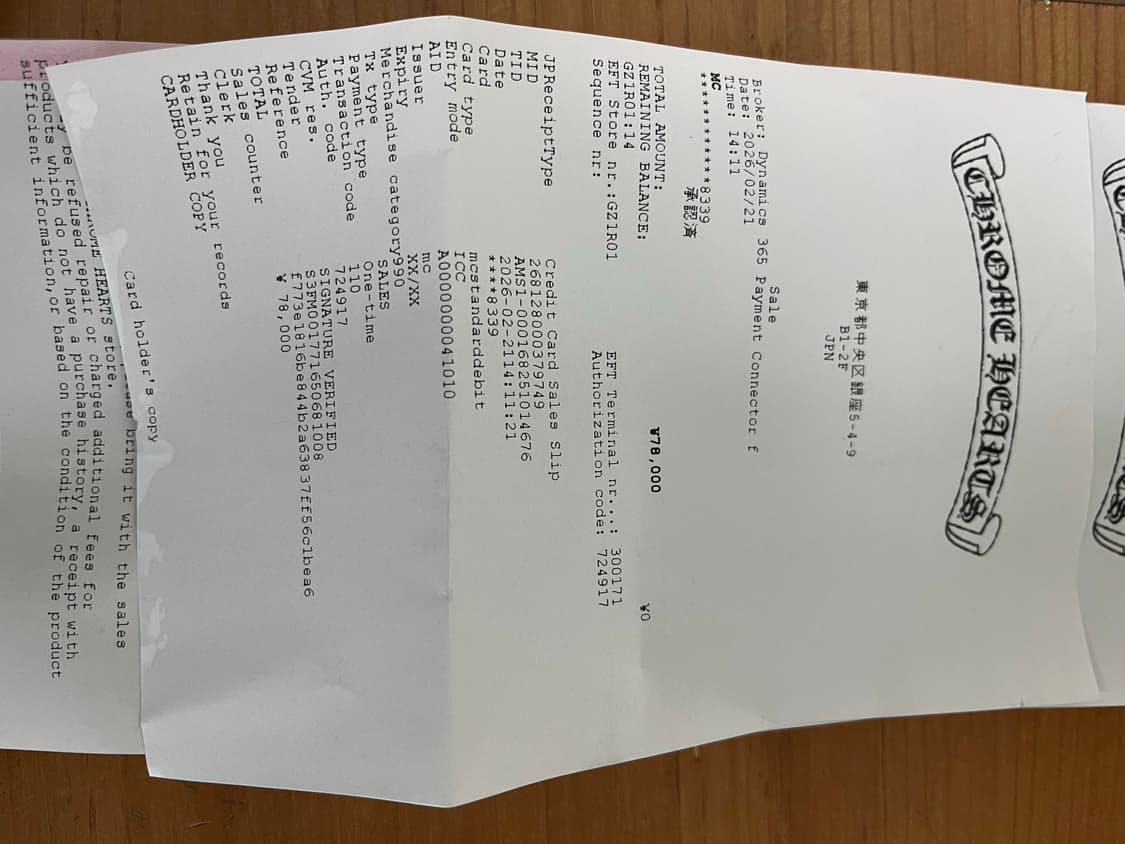 CHROME HEARTS
東京都中央区銀座5-4-9
B1-2F
JPN
Sale
Broker: Dynamics 365 Payment Connector f
Date: 2026/02/21
Time: 14:11
MC
************8339
承認済
TOTAL AMOUNT: ¥78,000
REMAINING BALANCE: ¥0
GZ1R01:14
EFT Store nr.:GZ1R01 EFT Terminal nr...: 300171
Sequence nr: Authorization code: 724917
JPReceiptType Credit Card Sales Slip
MID 268128000379749
TID AMS1-000168251014676
Date 2026-02-2114:11:21
Card ****8339
Card type mcstandarddebit
Entry mode ICC
AID A0000000041010
Issuer mc
Expiry XX/XX
Merchandise category990
Tx type SALES
Payment type One-time
Transaction code 110
Auth. code 724917
CVM res. SIGNATURE VERIFIED
Tender S3FM001771650681008
Reference f773e1816be844b2a63837ff56c1bea6
TOTAL ¥ 78,000
Sales counter
Clerk
Thank you
Retain for your records
CARDHOLDER COPY
Card holder's copy
bring it with the sales
HEARTS store.
be refused repair or charged additional fees for
products which do not have a purchase history, a receipt with
sufficient information,or based on the condition of the product